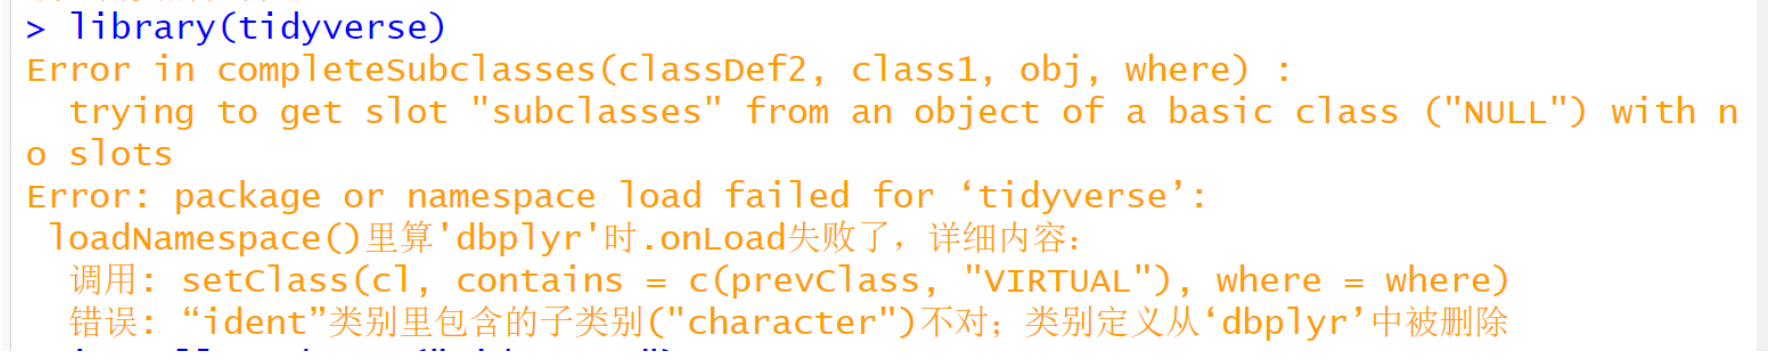 > library(tidyverse)
Error in completeSubclasses(classDef2, class1, obj, where) :
  trying to get slot "subclasses" from an object of a basic class ("NULL") with n
o slots
Error: package or namespace load failed for ‘tidyverse’:
 loadNamespace()里算'dbplyr'时.onLoad失败了，详细内容：
  调用: setClass(cl, contains = c(prevClass, "VIRTUAL"), where = where)
  错误: “ident”类别里包含的子类别("character")不对；类别定义从‘dbplyr’中被删除